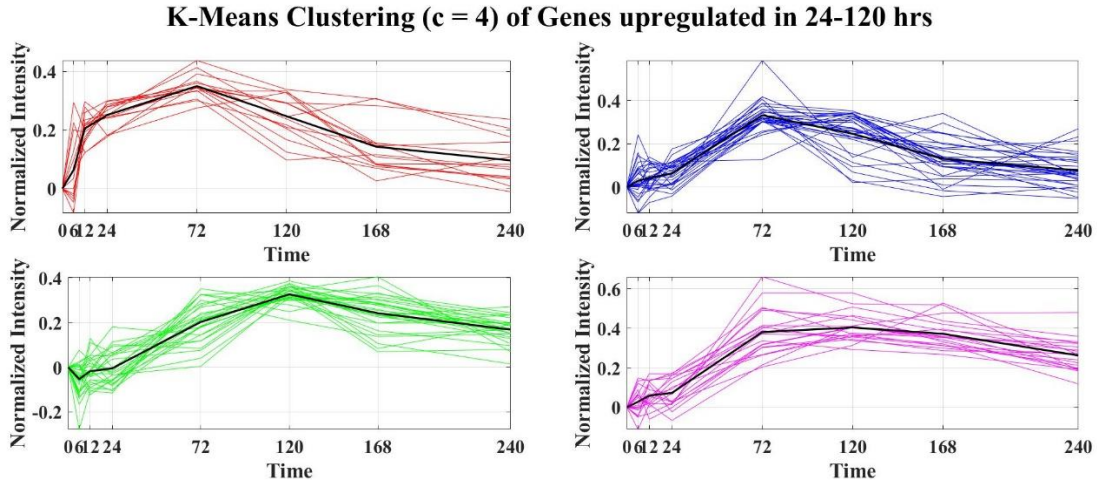 K-Means Clustering (c = 4) of Genes upregulated in 24-120 hrs
Normalized Intensity
0.4
0.2
0
0 6 12 24 72 120 168 240
Time
Normalized Intensity
0.4
0.2
0
0 6 12 24 72 120 168 240
Time
Normalized Intensity
0.4
0.2
0
-0.2
0 6 12 24 72 120 168 240
Time
Normalized Intensity
0.6
0.4
0.2
0
0 6 12 24 72 120 168 240
Time